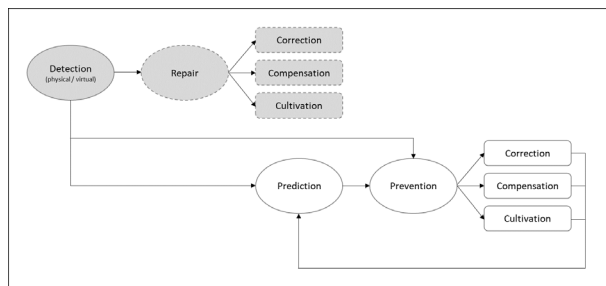 Detection
(physical / virtual)
Repair
Correction
Compensation
Cultivation
Prediction
Prevention
Correction
Compensation
Cultivation